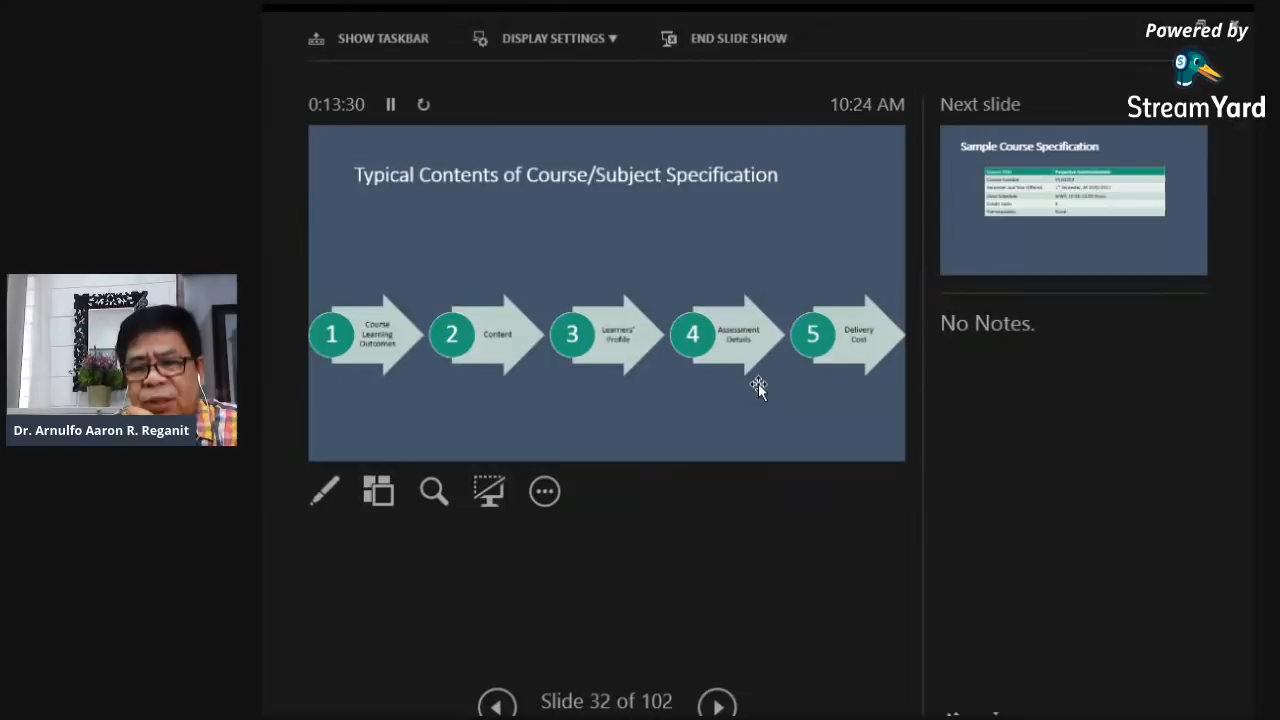 SHOW TASKBAR
DISPLAY SETTINGS ▼
END SLIDE SHOW
Powered by
StreamYard
0:13:30
10:24 AM
Next slide
Typical Contents of Course/Subject Specification
1
Course
Learning
Outcomes
2
Content
3
Learners'
Profile
4
Assessment
Details
5
Delivery
Cost
Sample Course Specification
No Notes.
Dr. Arnulfo Aaron R. Reganit
Slide 32 of 102